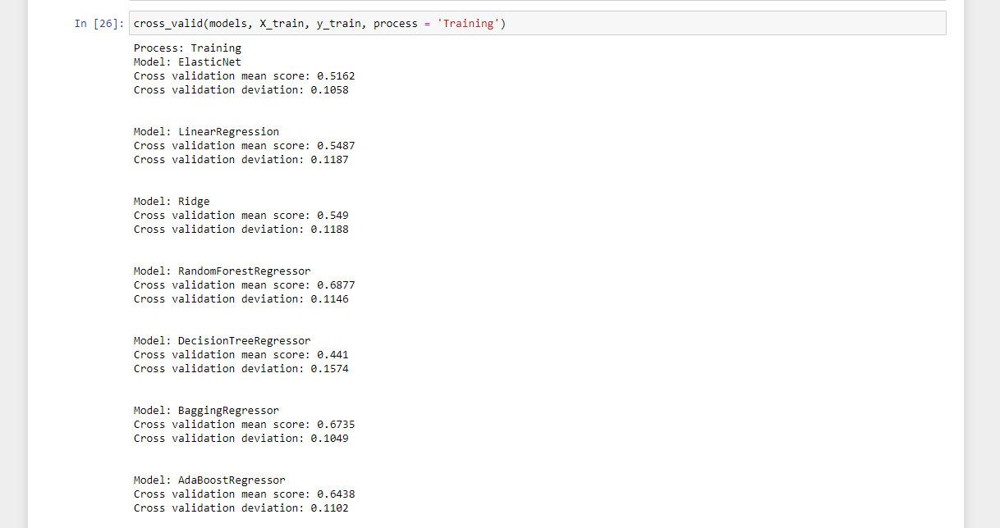 In [26]: cross_valid(models, X_train, y_train, process = 'Training')
Process: Training
Model: ElasticNet
Cross validation mean score: 0.5162
Cross validation deviation: 0.1058
Model: LinearRegression
Cross validation mean score: 0.5487
Cross validation deviation: 0.1187
Model: Ridge
Cross validation mean score: 0.549
Cross validation deviation: 0.1188
Model: RandomForestRegressor
Cross validation mean score: 0.6877
Cross validation deviation: 0.1146
Model: DecisionTreeRegressor
Cross validation mean score: 0.441
Cross validation deviation: 0.1574
Model: BaggingRegressor
Cross validation mean score: 0.6735
Cross validation deviation: 0.1049
Model: AdaBoostRegressor
Cross validation mean score: 0.6438
Cross validation deviation: 0.1102